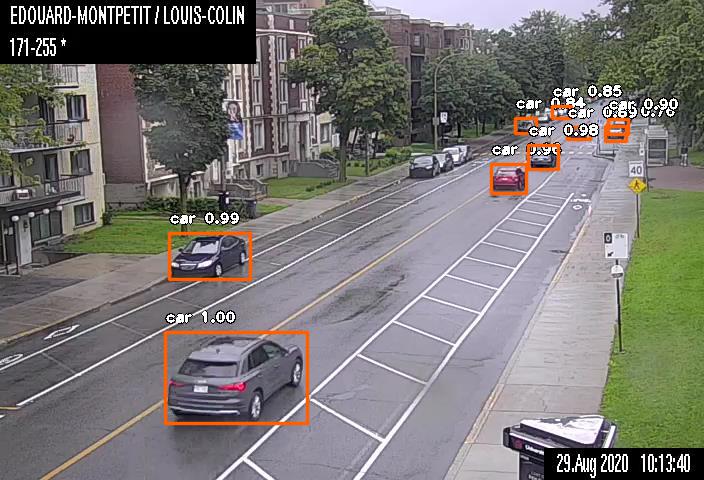 EDOUARD-MONTPETIT / LOUIS-COLIN
171-255 *
car 0.85
car 0.84
car 0.90
car 0.98
car 0.99
40
car 1.00
29.Aug 2020 10:13:40